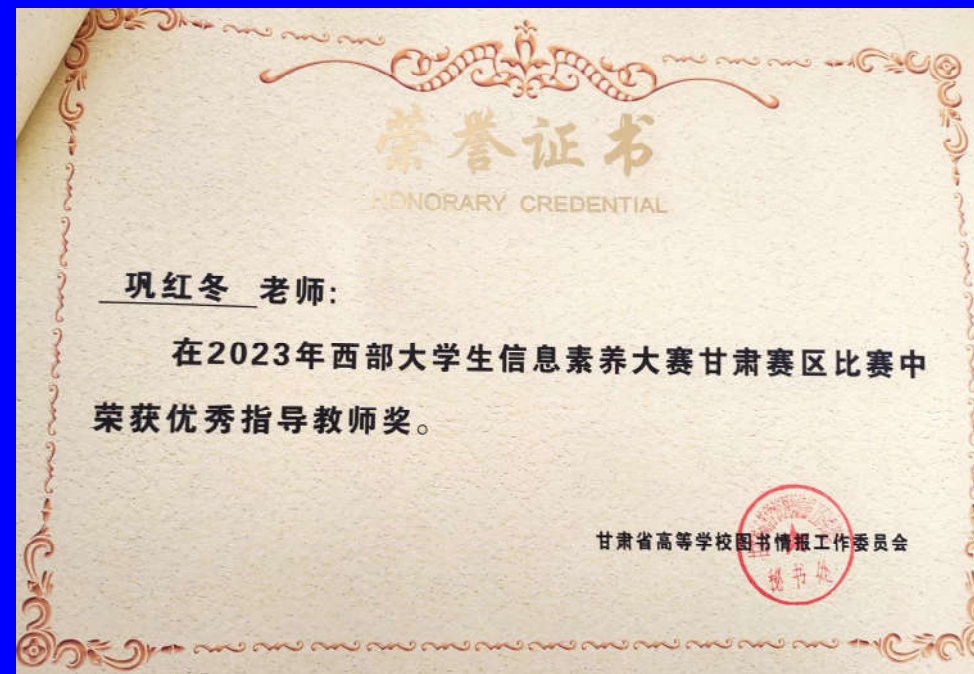 荣誉证书
HONORARY CREDENTIAL
巩红冬 老师:
在2023年西部大学生信息素养大赛甘肃赛区比赛中
荣获优秀指导教师奖。
甘肃省高等学校图书情报工作委员会
秘书处